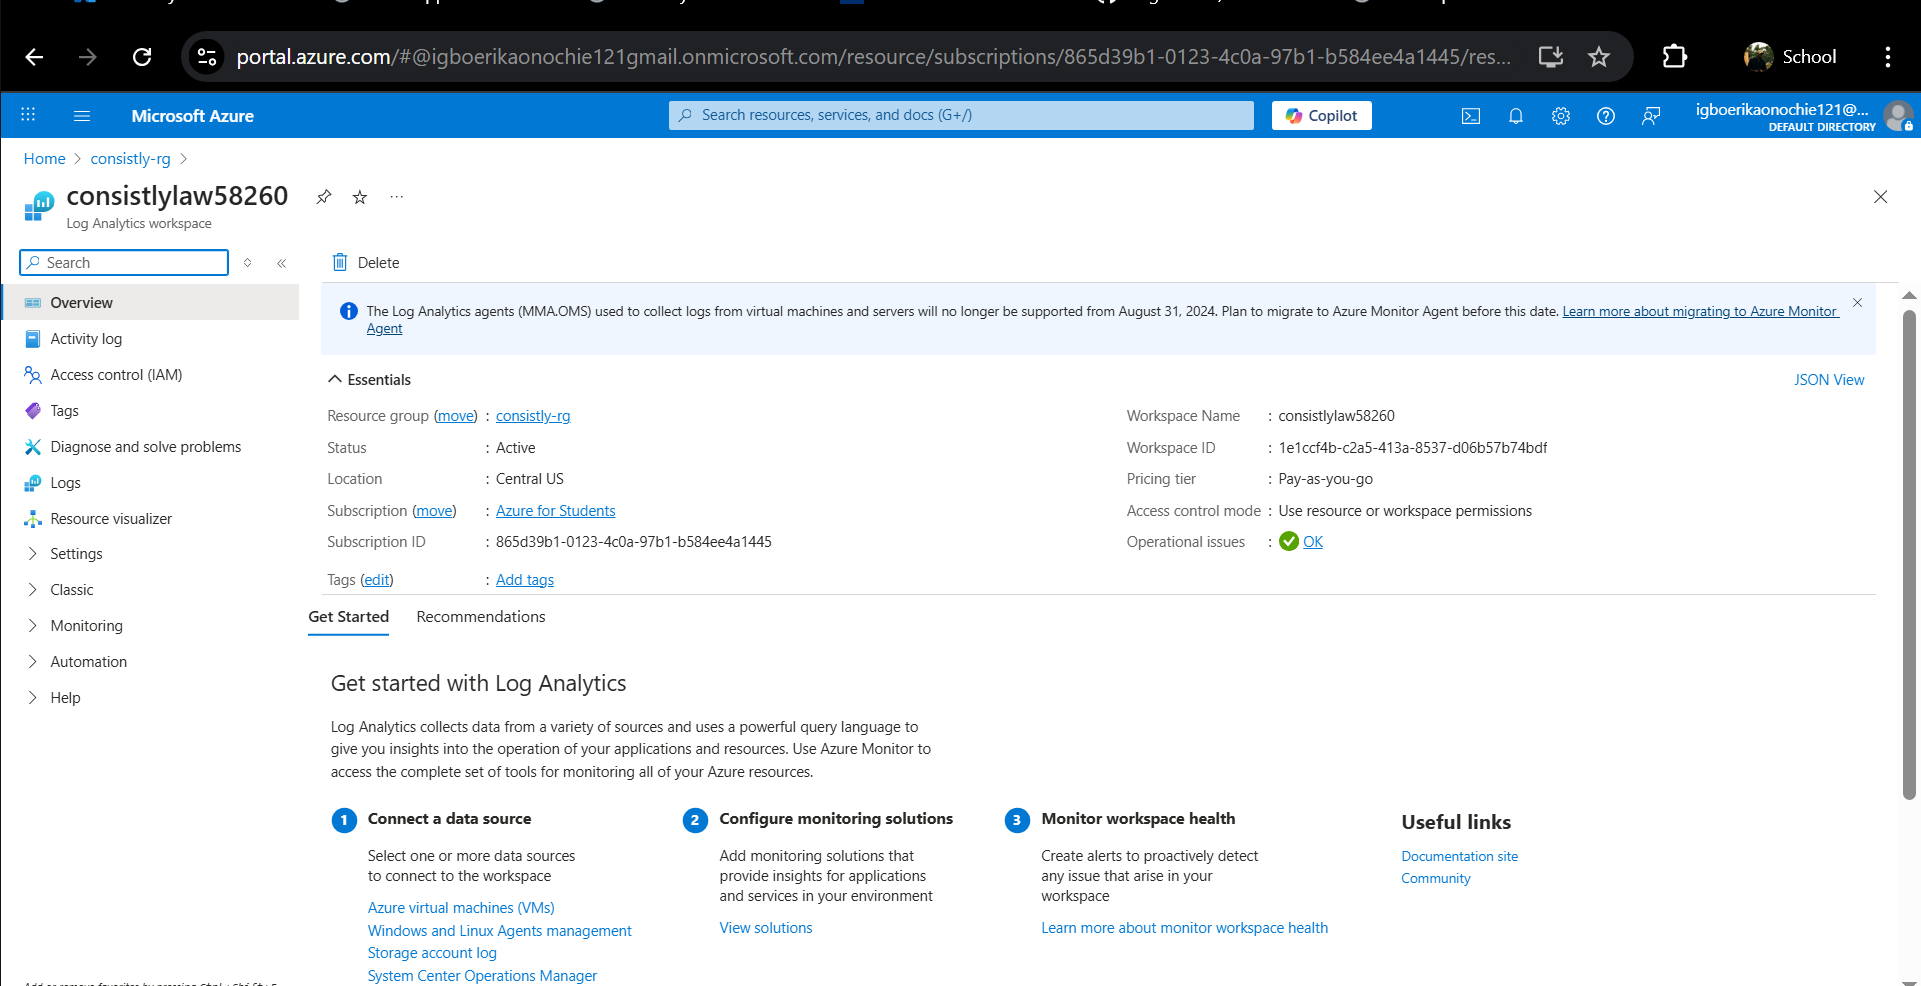 portal.azure.com/#@igboerikaonochie121gmail.onmicrosoft.com/resource/subscriptions/865d39b1-0123-4c0a-97b1-b584ee4a1445/res...
School
Microsoft Azure
Search resources, services, and docs (G+/)
Copilot
igboerikaonochie121@...
DEFAULT DIRECTORY
Home > consistly-rg >
consistlylaw58260
Log Analytics workspace
Search
Delete
Overview
Activity log
Access control (IAM)
Tags
Diagnose and solve problems
Logs
Resource visualizer
Settings
Classic
Monitoring
Automation
Help
The Log Analytics agents (MMA.OMS) used to collect logs from virtual machines and servers will no longer be supported from August 31, 2024. Plan to migrate to Azure Monitor Agent before this date. Learn more about migrating to Azure Monitor
Agent
Essentials
JSON View
Resource group (move) : consistly-rg
Status : Active
Location : Central US
Subscription (move) : Azure for Students
Subscription ID : 865d39b1-0123-4c0a-97b1-b584ee4a1445
Tags (edit) : Add tags
Workspace Name : consistlylaw58260
Workspace ID : 1e1ccf4b-c2a5-413a-8537-d06b57b74bdf
Pricing tier : Pay-as-you-go
Access control mode : Use resource or workspace permissions
Operational issues : OK
Get Started
Recommendations
Get started with Log Analytics
Log Analytics collects data from a variety of sources and uses a powerful query language to
give you insights into the operation of your applications and resources. Use Azure Monitor to
access the complete set of tools for monitoring all of your Azure resources.
1 Connect a data source
Select one or more data sources
to connect to the workspace
Azure virtual machines (VMs)
Windows and Linux Agents management
Storage account log
System Center Operations Manager
2 Configure monitoring solutions
Add monitoring solutions that
provide insights for applications
and services in your environment
View solutions
3 Monitor workspace health
Create alerts to proactively detect
any issue that arise in your
workspace
Learn more about monitor workspace health
Useful links
Documentation site
Community